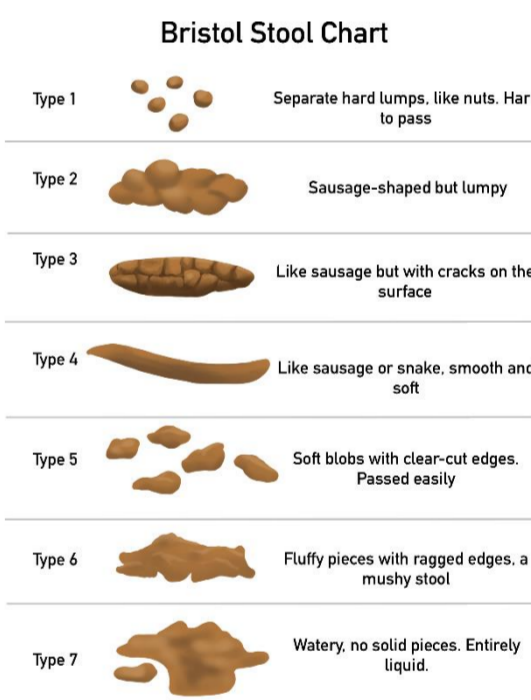 Bristol Stool Chart
Type 1
Separate hard lumps, like nuts. Har
to pass
Type 2
Sausage-shaped but lumpy
Type 3
Like sausage but with cracks on the
surface
Type 4
Like sausage or snake, smooth and
soft
Type 5
Soft blobs with clear-cut edges.
Passed easily
Type 6
Fluffy pieces with ragged edges, a
mushy stool
Type 7
Watery, no solid pieces. Entirely
liquid.